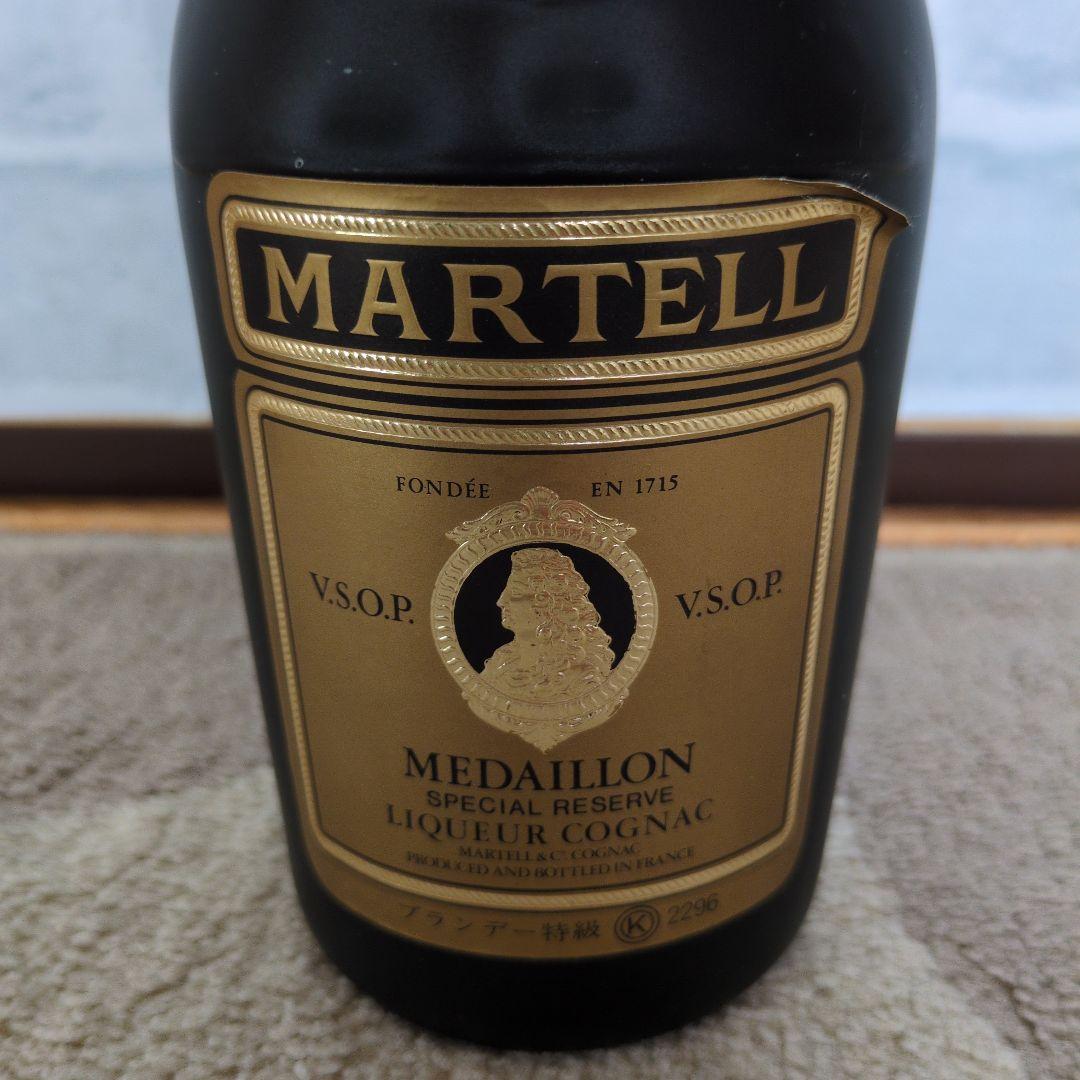 MARTELL
FONDÉE EN 1715
V.S.O.P. V.S.O.P.
MEDAILLON
SPECIAL RESERVE
LIQUEUR COGNAC
MARTELL & Co. COGNAC
PRODUCED AND BOTTLED IN FRANCE
ブランデー特級 Ⓚ 2296